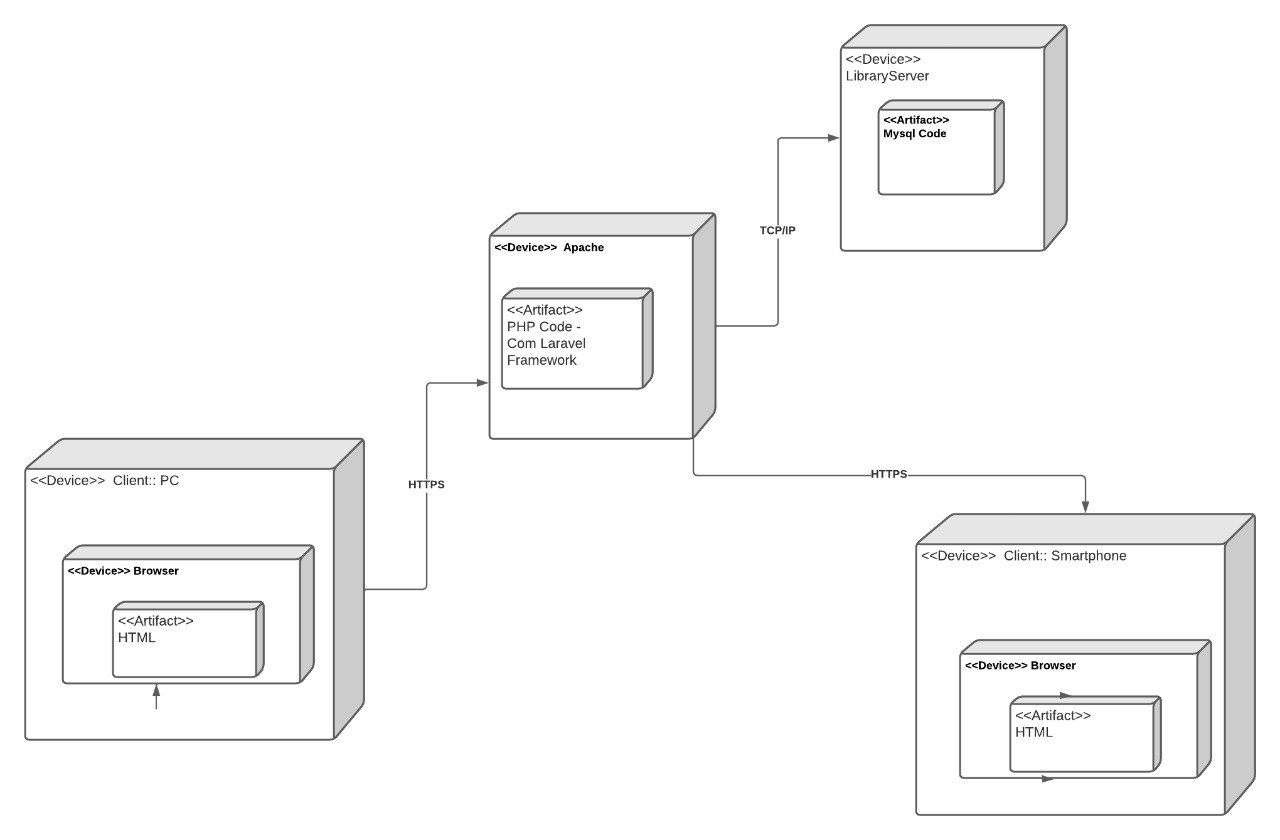 <<Device>>
LibraryServer
<<Artifact>>
Mysql Code
TCP/IP
<<Device>>  Apache
<<Artifact>>
PHP Code -
Com Laravel
Framework
HTTPS
HTTPS
<<Device>>  Client:: PC
<<Device>> Browser
<<Artifact>>
HTML
<<Device>>  Client:: Smartphone
<<Device>> Browser
<<Artifact>>
HTML